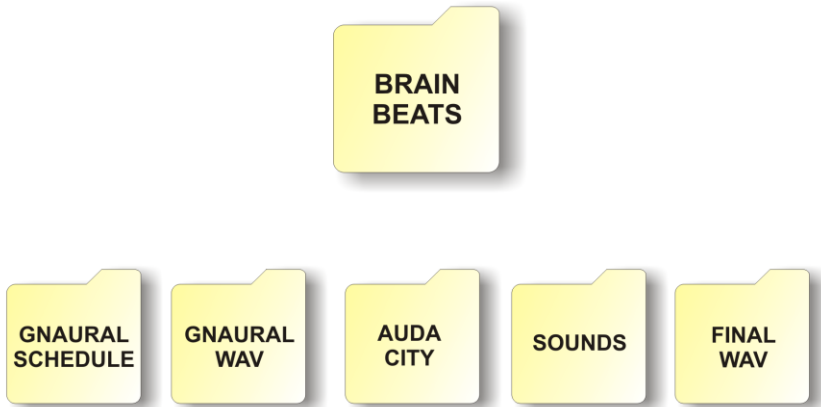 BRAIN
BEATS
GNAURAL
SCHEDULE
GNAURAL
WAV
AUDA
CITY
SOUNDS
FINAL
WAV